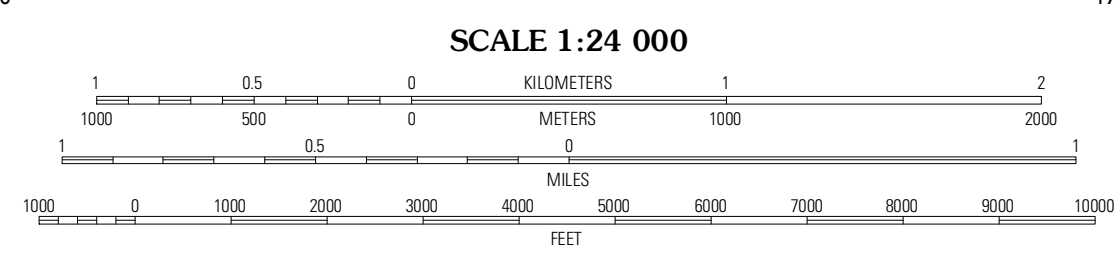 SCALE 1:24 000
1 0.5 0 KILOMETERS 1 2
1000 500 0 METERS 1000 2000
1 0.5 0 1
MILES
1000 0 1000 2000 3000 4000 5000 6000 7000 8000 9000 10000
FEET